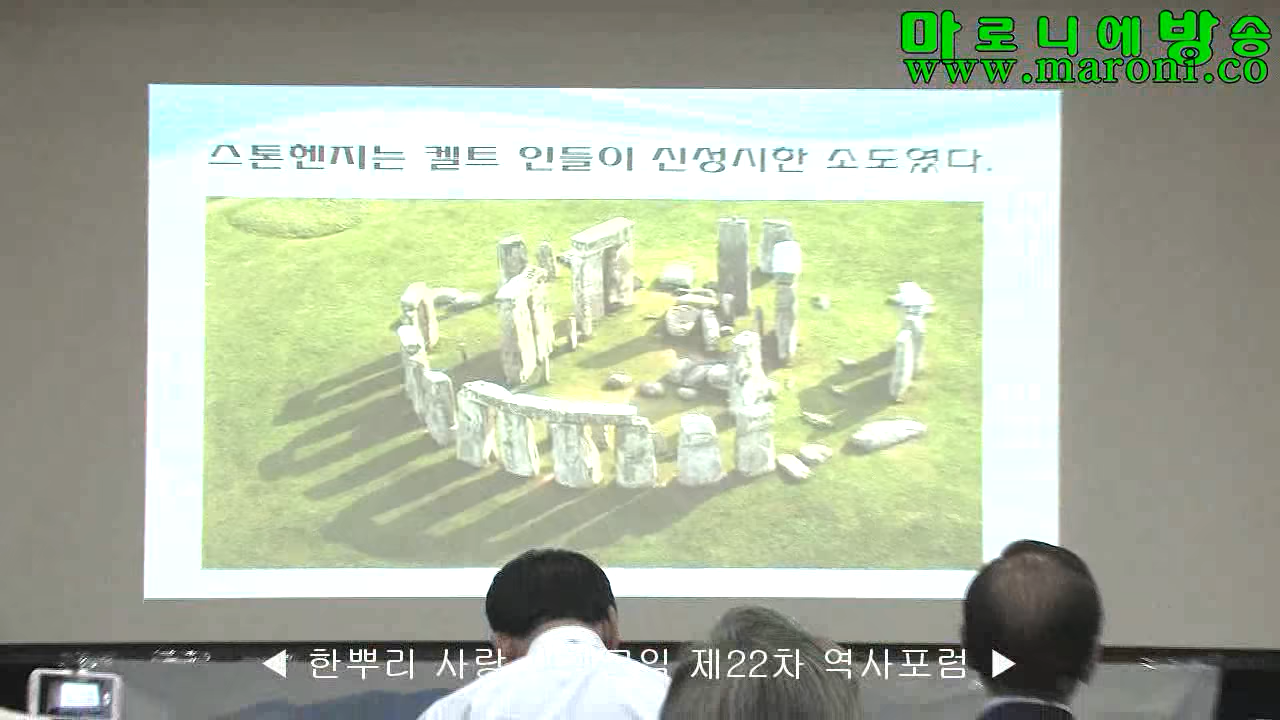 마로니에방송
www.maroni.co
스톤헨지는 켈트 인들이 신성시한 소도였다.
◀ 한뿌리 사랑 제22차 역사포럼 ▶